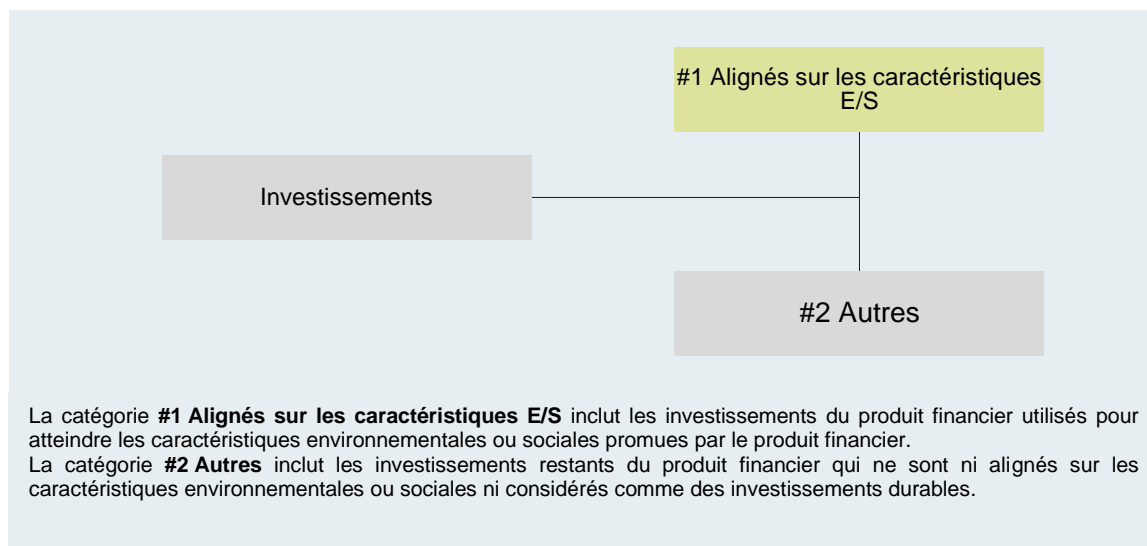 #1 Alignés sur les caractéristiques
E/S
Investissements
#2 Autres
La catégorie #1 Alignés sur les caractéristiques E/S inclut les investissements du produit financier utilisés pour
atteindre les caractéristiques environnementales ou sociales promues par le produit financier.
La catégorie #2 Autres inclut les investissements restants du produit financier qui ne sont ni alignés sur les
caractéristiques environnementales ou sociales ni considérés comme des investissements durables.